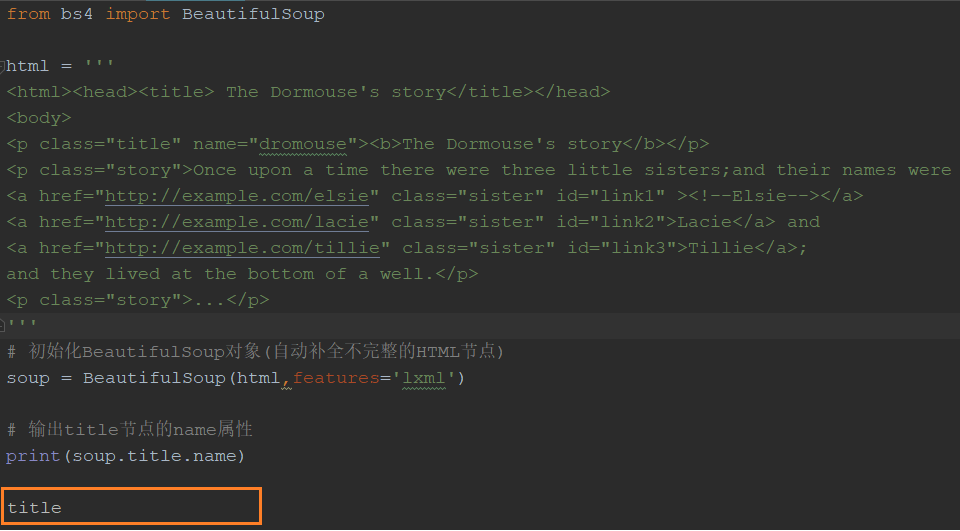 from bs4 import BeautifulSoup
html = '''
<html><head><title> The Dormouse's story</title></head>
<body>
<p class="title" name="dromouse"><b>The Dormouse's story</b></p>
<p class="story">Once upon a time there were three little sisters;and their names were
<a href="http://example.com/elsie" class="sister" id="link1" ><!--Elsie--></a>
<a href="http://example.com/lacie" class="sister" id="link2">Lacie</a> and
<a href="http://example.com/tillie" class="sister" id="link3">Tillie</a>;
and they lived at the bottom of a well.</p>
<p class="story">...</p>
'''
# 初始化BeautifulSoup对象(自动补全不完整的HTML节点)
soup = BeautifulSoup(html,features='lxml')
# 输出title节点的name属性
print(soup.title.name)
title